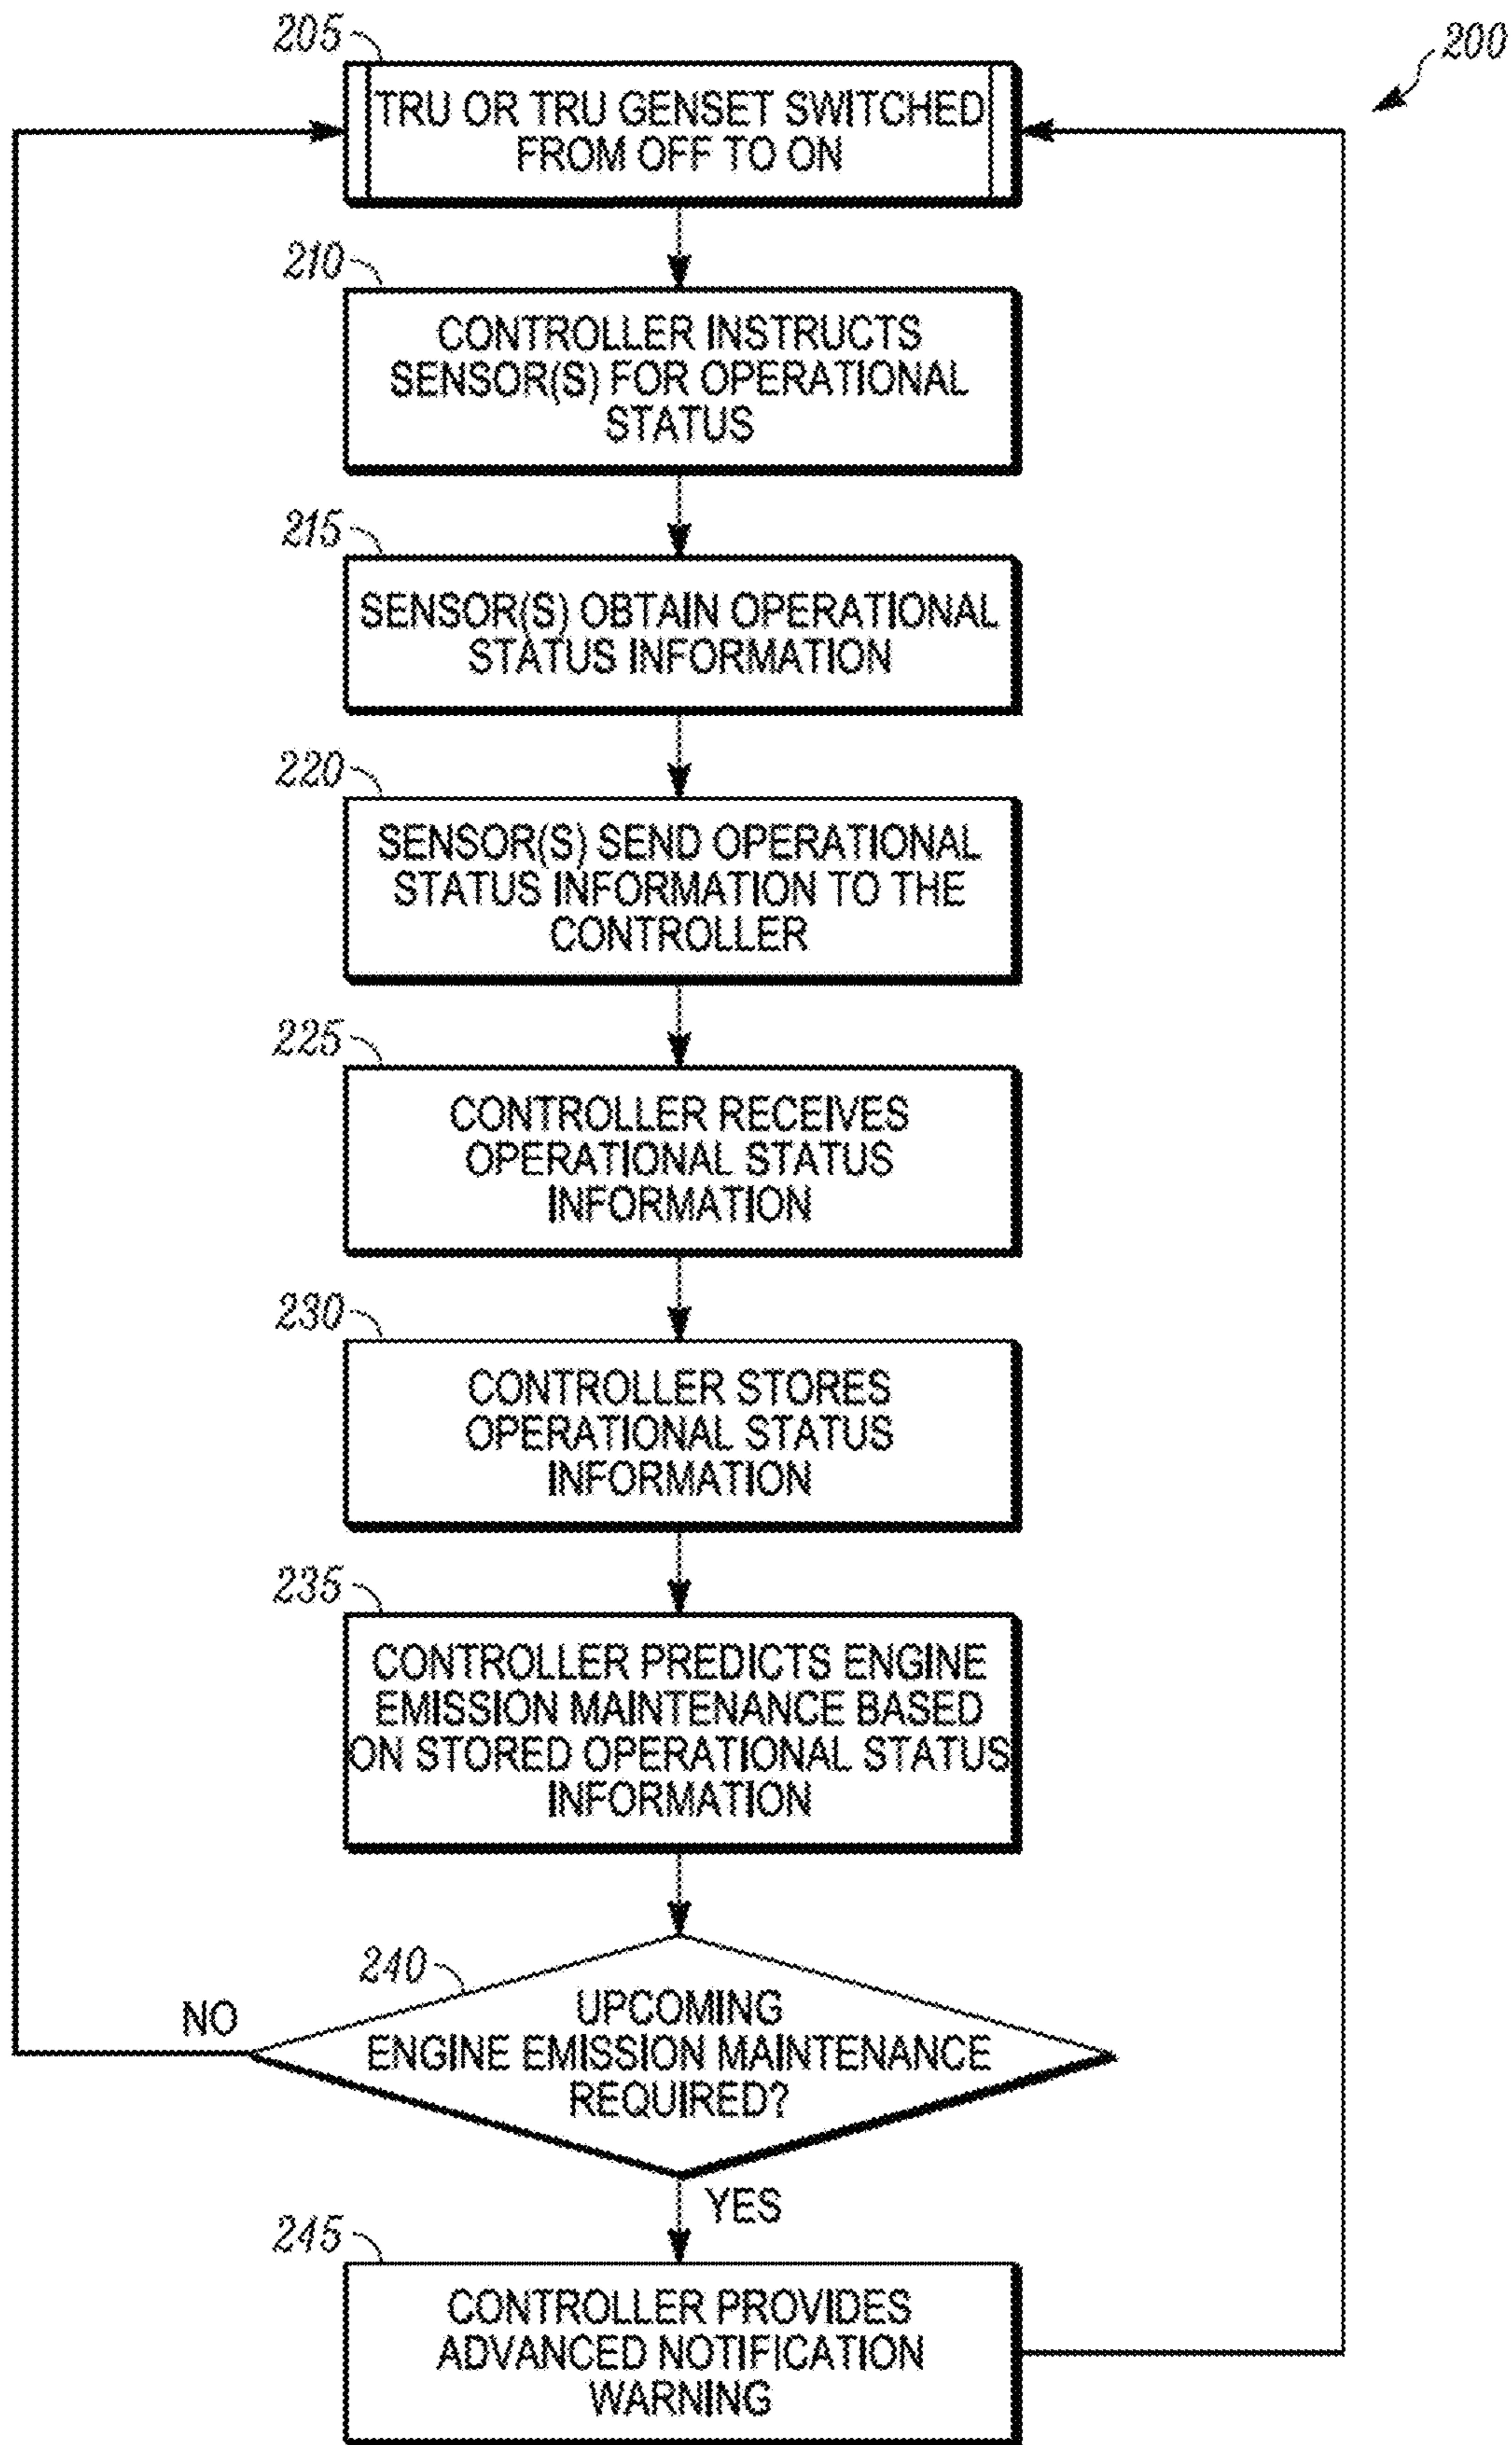 200
205
TRU OR TRU GENSET SWITCHED
FROM OFF TO ON
210
CONTROLLER INSTRUCTS
SENSOR(S) FOR OPERATIONAL
STATUS
215
SENSOR(S) OBTAIN OPERATIONAL
STATUS INFORMATION
220
SENSOR(S) SEND OPERATIONAL
STATUS INFORMATION TO THE
CONTROLLER
225
CONTROLLER RECEIVES
OPERATIONAL STATUS
INFORMATION
230
CONTROLLER STORES
OPERATIONAL STATUS
INFORMATION
235
CONTROLLER PREDICTS ENGINE
EMISSION MAINTENANCE BASED
ON STORED OPERATIONAL STATUS
INFORMATION
240
UPCOMING
ENGINE EMISSION MAINTENANCE
REQUIRED?
NO
YES
245
CONTROLLER PROVIDES
ADVANCED NOTIFICATION
WARNING